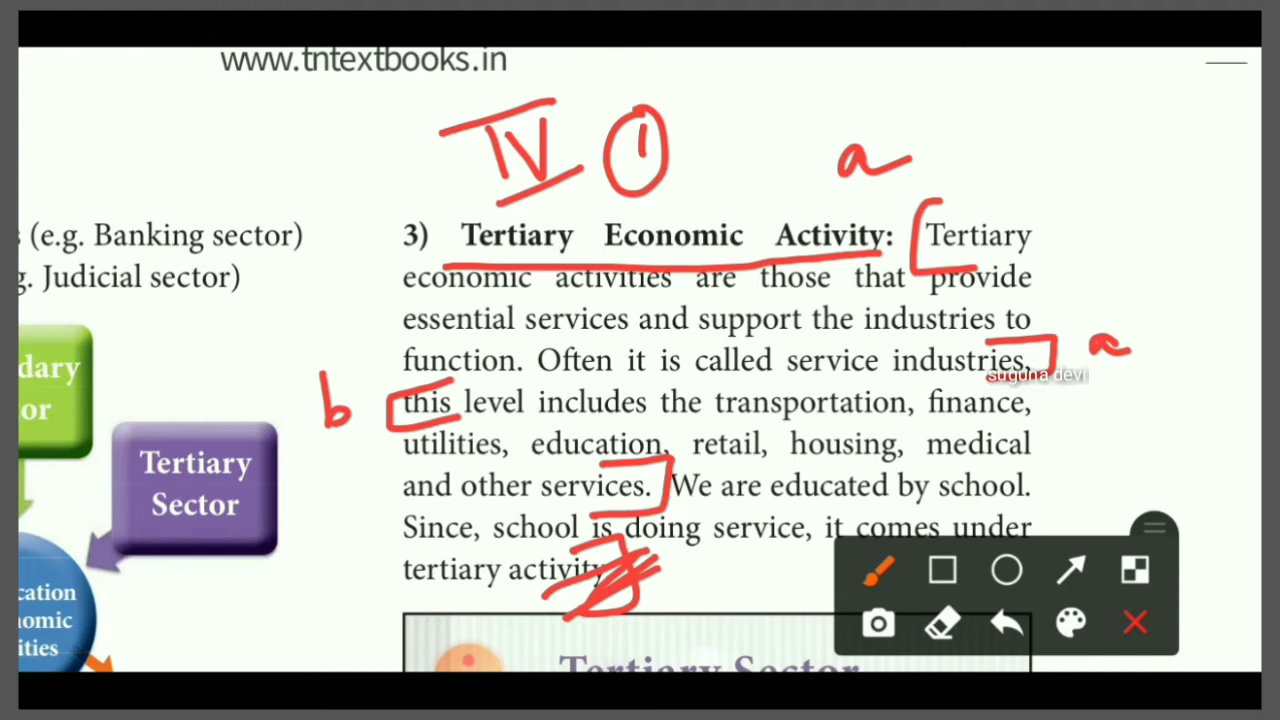 www.tntextbooks.in
IV 1
a
(e.g. Banking sector)
g. Judicial sector)
dary
or
Tertiary
Sector
cation
nomic
ities
3) Tertiary Economic Activity: Tertiary
economic activities are those that provide
essential services and support the industries to
function. Often it is called service industries,
a
suguna devi
b
this level includes the transportation, finance,
utilities, education, retail, housing, medical
and other services. We are educated by school.
Since, school is doing service, it comes under
tertiary activity
Tertiary Sector